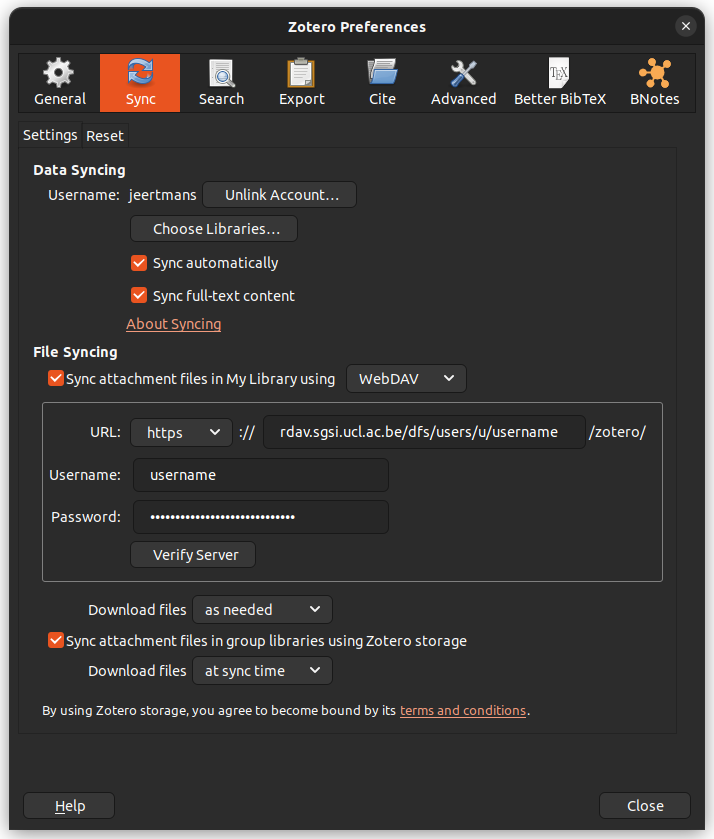 Zotero Preferences
General Sync Search Export Cite Advanced Better BibTeX BNotes
Settings Reset
Data Syncing
Username: jeertmans Unlink Account…
Choose Libraries…
Sync automatically
Sync full-text content
About Syncing
File Syncing
Sync attachment files in My Library using WebDAV
URL: https :// rdav.sgsi.ucl.ac.be/dfs/users/u/username /zotero/
Username: username
Password: •••••••••••••••••••••••••••••
Verify Server
Download files as needed
Sync attachment files in group libraries using Zotero storage
Download files at sync time
By using Zotero storage, you agree to become bound by its terms and conditions.
Help Close